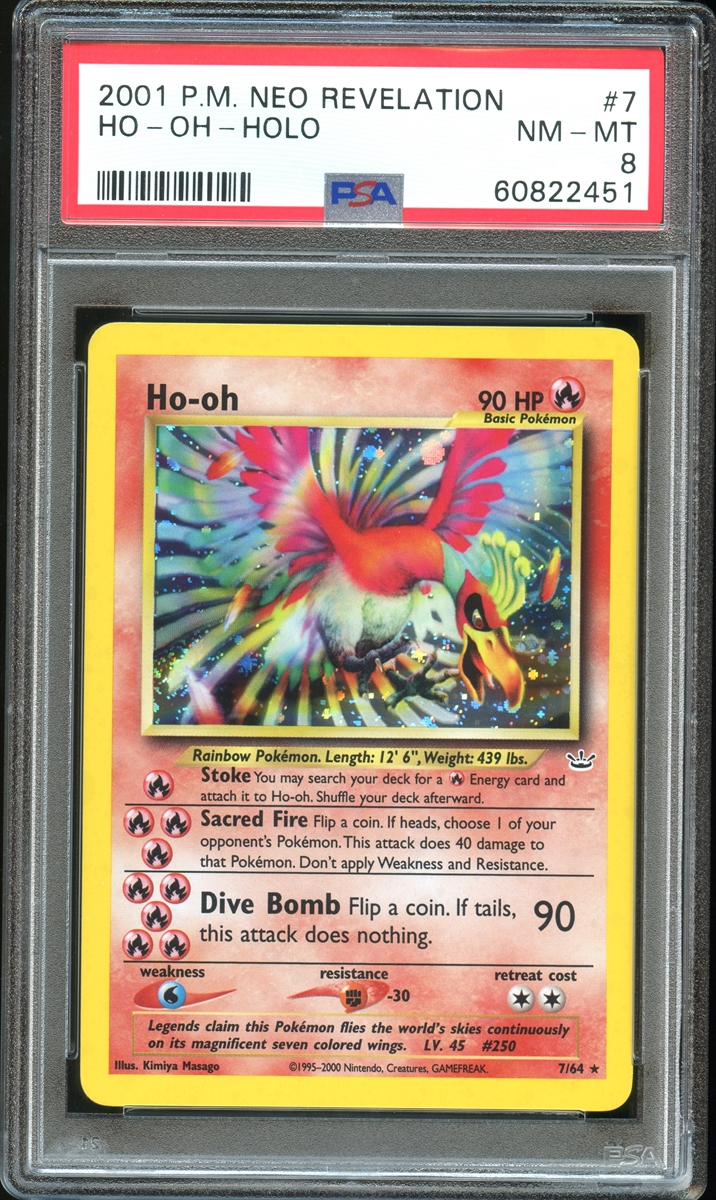 2001 P.M. NEO REVELATION #7
HO - OH - HOLO NM - MT
8
PSA 60822451
Ho-oh 90 HP
Basic Pokémon
Rainbow Pokémon. Length: 12' 6", Weight: 439 lbs.
Stoke You may search your deck for a Energy card and
attach it to Ho-oh. Shuffle your deck afterward.
Sacred Fire Flip a coin. If heads, choose 1 of your
opponent's Pokémon. This attack does 40 damage to
that Pokémon. Don't apply Weakness and Resistance.
Dive Bomb Flip a coin. If tails, 90
this attack does nothing.
weakness resistance retreat cost
-30
Legends claim this Pokémon flies the world's skies continuously
on its magnificent seven colored wings. LV. 45 #250
Illus. Kimiya Masago ©1995–2000 Nintendo, Creatures, GAMEFREAK. 7/64 ★
PSA